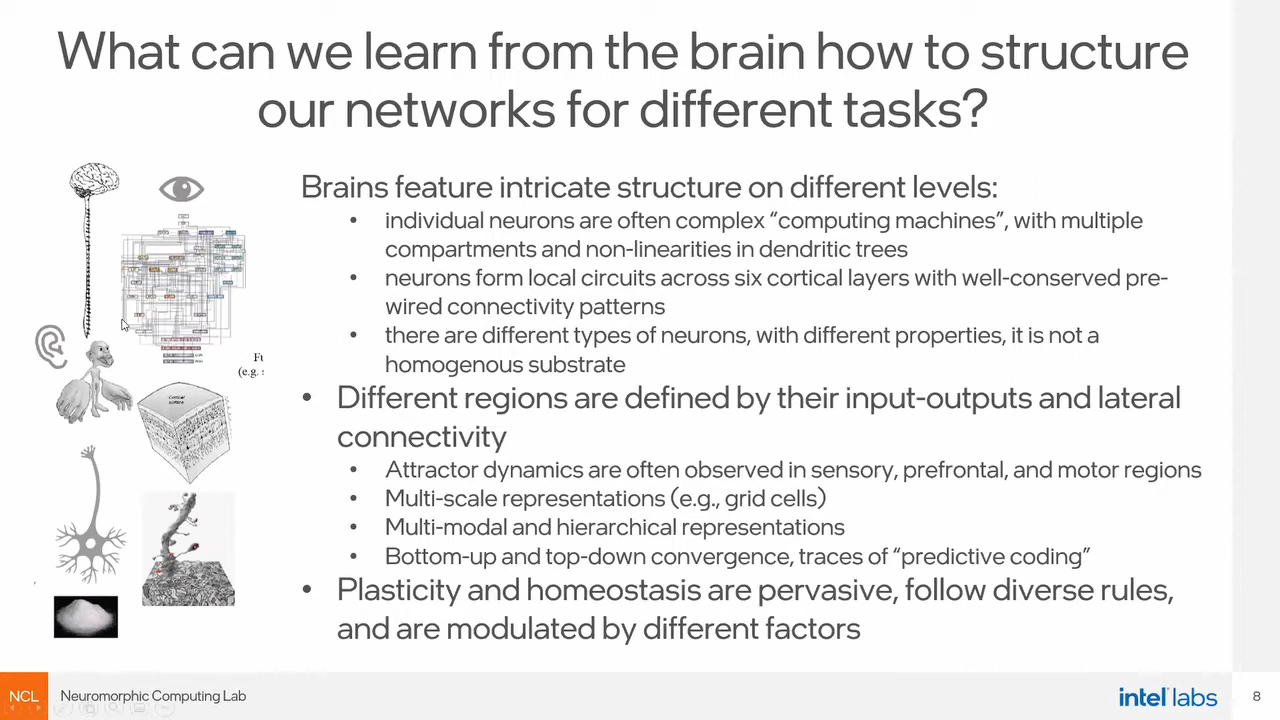 What can we learn from the brain how to structure
our networks for different tasks?
Brains feature intricate structure on different levels:
• individual neurons are often complex “computing machines”, with multiple
compartments and non-linearities in dendritic trees
• neurons form local circuits across six cortical layers with well-conserved pre-
wired connectivity patterns
• there are different types of neurons, with different properties, it is not a
homogenous substrate
• Different regions are defined by their input-outputs and lateral
connectivity
• Attractor dynamics are often observed in sensory, prefrontal, and motor regions
• Multi-scale representations (e.g., grid cells)
• Multi-modal and hierarchical representations
• Bottom-up and top-down convergence, traces of “predictive coding”
• Plasticity and homeostasis are pervasive, follow diverse rules,
and are modulated by different factors
(e.g.
Cortical
surface
NCL
Neuromorphic Computing Lab
intel labs
8